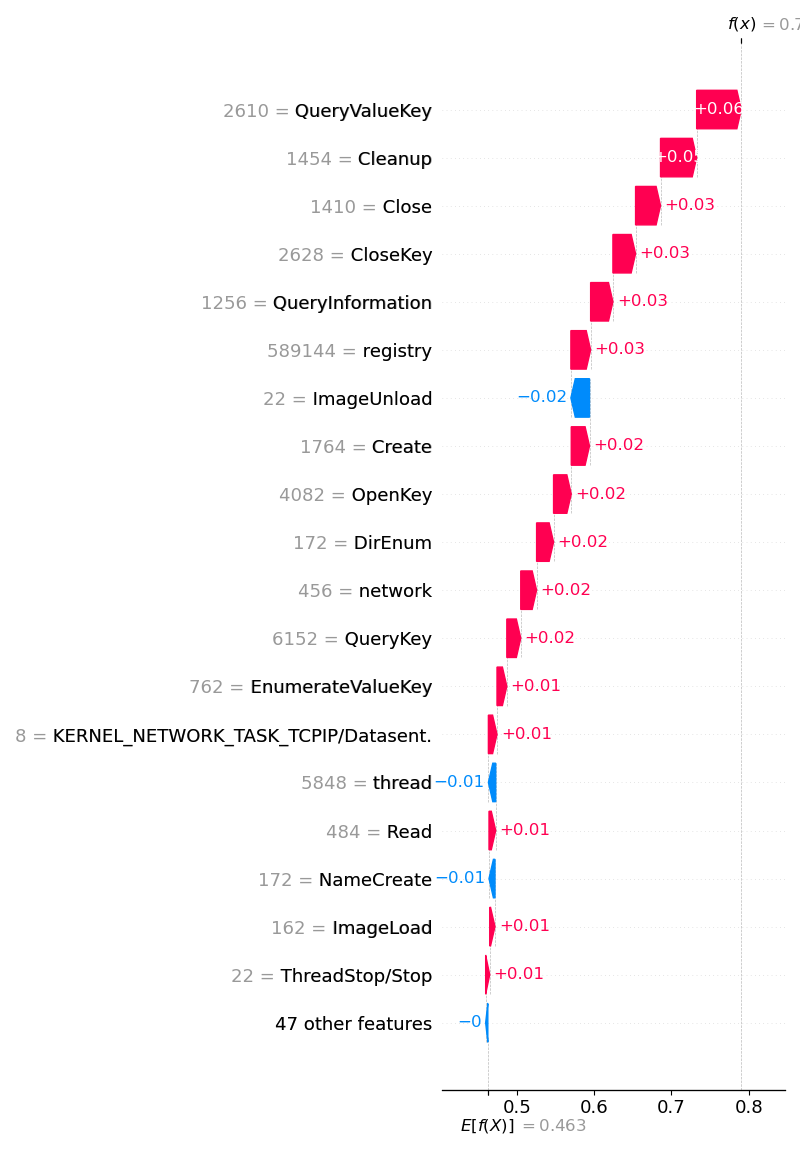 f(x) = 0.7
2610 = QueryValueKey +0.06
1454 = Cleanup +0.05
1410 = Close +0.03
2628 = CloseKey +0.03
1256 = QueryInformation +0.03
589144 = registry +0.03
22 = ImageUnload −0.02
1764 = Create +0.02
4082 = OpenKey +0.02
172 = DirEnum +0.02
456 = network +0.02
6152 = QueryKey +0.02
762 = EnumerateValueKey +0.01
8 = KERNEL_NETWORK_TASK_TCPIP/Datasent. +0.01
5848 = thread −0.01
484 = Read +0.01
172 = NameCreate −0.01
162 = ImageLoad +0.01
22 = ThreadStop/Stop +0.01
47 other features −0
0.5 0.6 0.7 0.8
E[f(X)] = 0.463